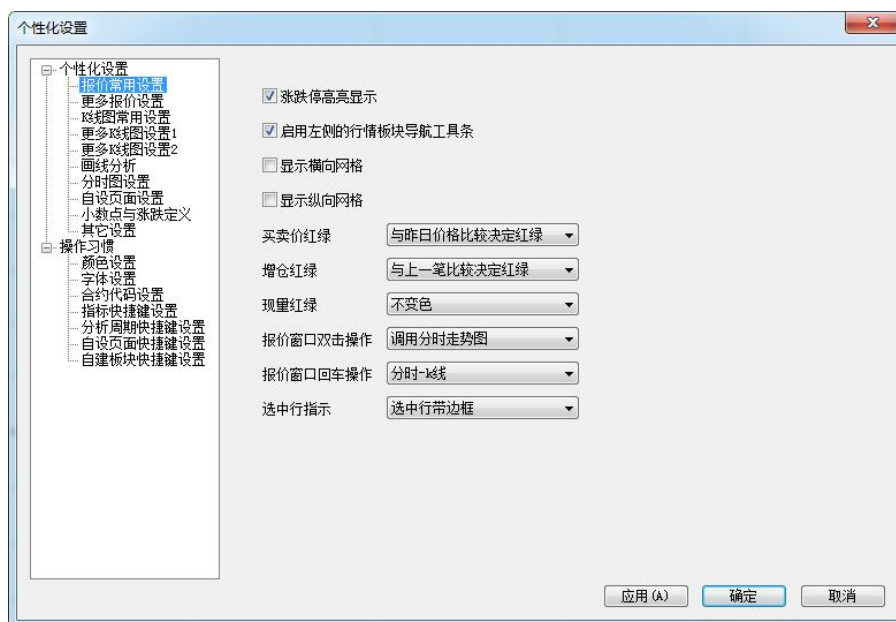 个性化设置
个性化设置
报价常用设置
更多报价设置
K线图常用设置
更多K线图设置1
更多K线图设置2
画线分析
分时图设置
自设页面设置
小数点与涨跌定义
其它设置
操作习惯
颜色设置
字体设置
合约代码设置
指标快捷键设置
分析周期快捷键设置
自设页面快捷键设置
自建板块快捷键设置
涨跌停高亮显示
启用左侧的行情板块导航工具条
显示横向网格
显示纵向网格
买卖价红绿 与昨日价格比较决定红绿
增仓红绿 与上一笔比较决定红绿
现量红绿 不变色
报价窗口双击操作 调用分时走势图
报价窗口回车操作 分时-k线
选中行指示 选中行带边框
应用(A) 确定 取消